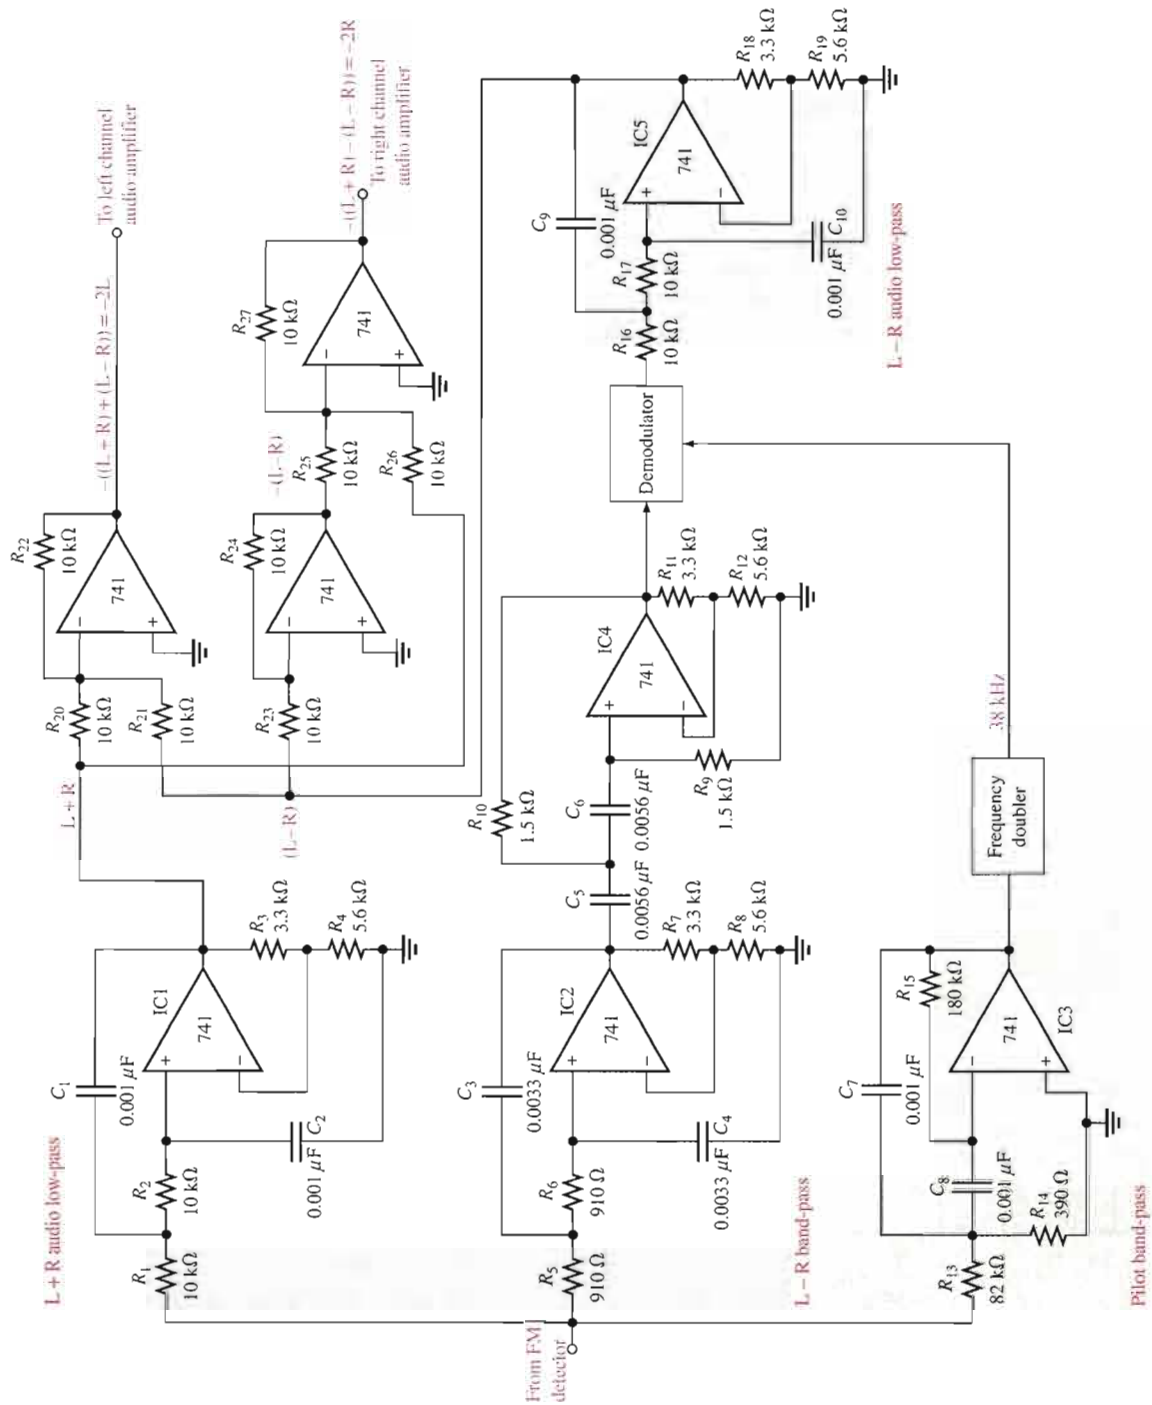 L + R audio low-pass
C1
0.001 µF
R1
10 kΩ
R2
10 kΩ
+
−
IC1
741
C2
0.001 µF
R3
3.3 kΩ
R4
5.6 kΩ
L + R
(L−R)
R20
10 kΩ
R21
10 kΩ
R22
10 kΩ
−
+
741
−((L + R) + (L − R)) = −2L
To left channel
audio amplifier
R23
10 kΩ
R24
10 kΩ
−
+
741
−(L−R)
R25
10 kΩ
R26
10 kΩ
R27
10 kΩ
−
+
741
−((L + R) − (L − R)) = −2R
To right channel
audio amplifier
From FM
detector
L − R band-pass
R5
910 Ω
R6
910 Ω
C3
0.0033 µF
C4
0.0033 µF
+
−
IC2
741
R7
3.3 kΩ
R8
5.6 kΩ
C5
0.0056 µF
C6
0.0056 µF
R9
1.5 kΩ
R10
1.5 kΩ
+
−
IC4
741
R11
3.3 kΩ
R12
5.6 kΩ
Demodulator
R16
10 kΩ
R17
10 kΩ
C9
0.001 µF
C10
0.001 µF
+
−
IC5
741
R18
3.3 kΩ
R19
5.6 kΩ
L − R audio low-pass
Pilot band-pass
R13
82 kΩ
R14
390 Ω
C7
0.001 µF
C8
0.001 µF
R15
180 kΩ
−
+
741
IC3
Frequency
doubler
38 kHz